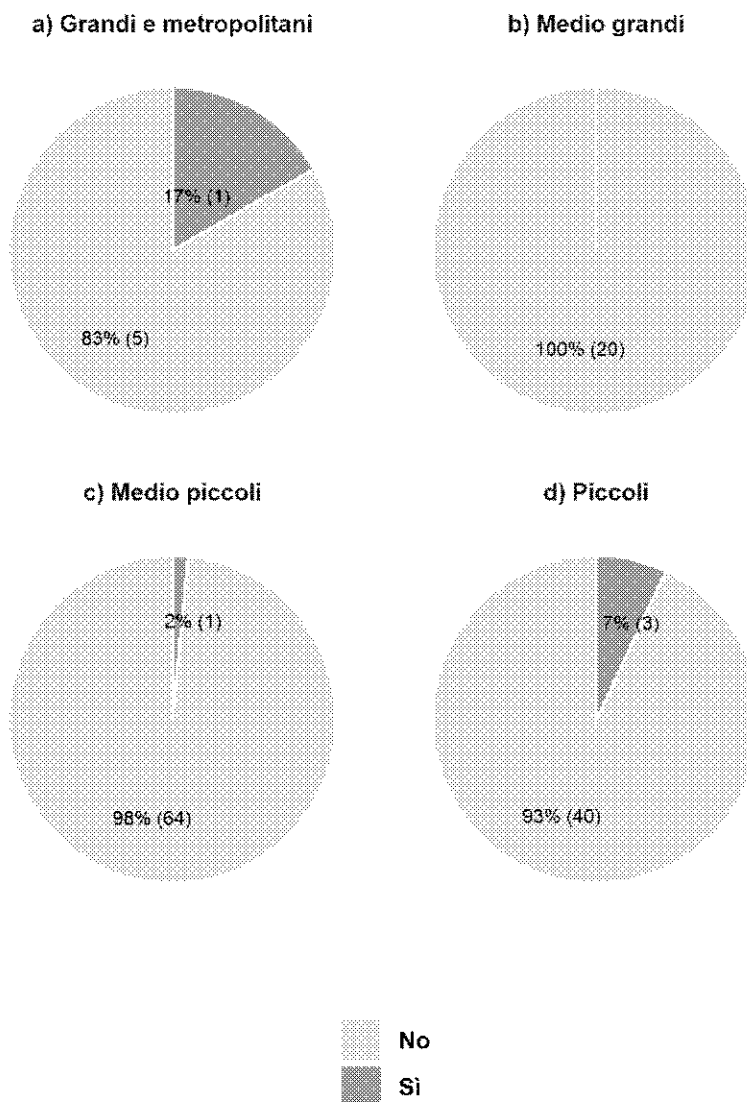 a) Grandi e metropolitani
b) Medio grandi
17% (1)
83% (5)
100% (20)
c) Medio piccoli
d) Piccoli
2% (1)
7% (3)
98% (64)
93% (40)
No
Sì